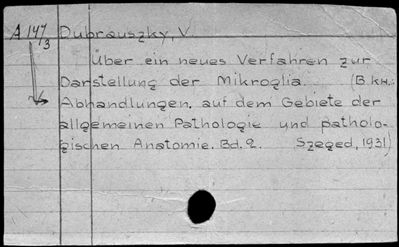 A 147/3 Dubrauszky, V.
Über ein neues Verfahren zur
Darstellung der Mikroglia. (В кн.:
Abhandlungen, auf dem Gebiete der
allgemeinen Pathologie und patholo-
gischen Anatomie. Bd. 2. Szeged, 1931)